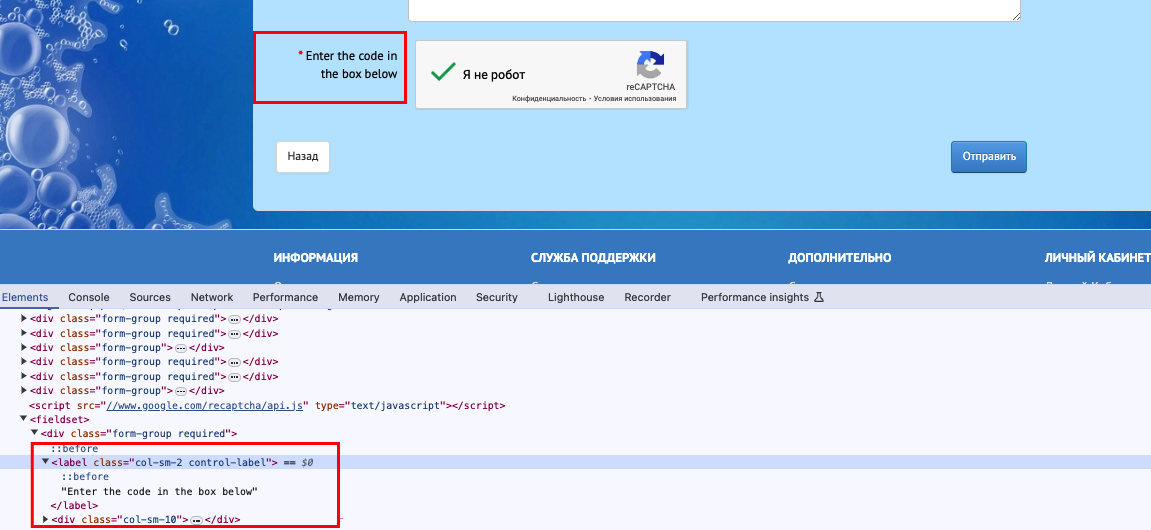 * Enter the code in
the box below
Я не робот
reCAPTCHA
Конфиденциальность - Условия использования
Назад
Отправить
ИНФОРМАЦИЯ
СЛУЖБА ПОДДЕРЖКИ
ДОПОЛНИТЕЛЬНО
ЛИЧНЫЙ КАБИНЕТ
Elements Console Sources Network Performance Memory Application Security Lighthouse Recorder Performance insights
<div class="form-group required"> … </div>
<div class="form-group required"> … </div>
<div class="form-group"> … </div>
<div class="form-group required"> … </div>
<div class="form-group required"> … </div>
<div class="form-group"> … </div>
<script src="//www.google.com/recaptcha/api.js" type="text/javascript"></script>
<fieldset>
<div class="form-group required">
::before
<label class="col-sm-2 control-label"> == $0
::before
"Enter the code in the box below"
</label>
<div class="col-sm-10"> … </div>